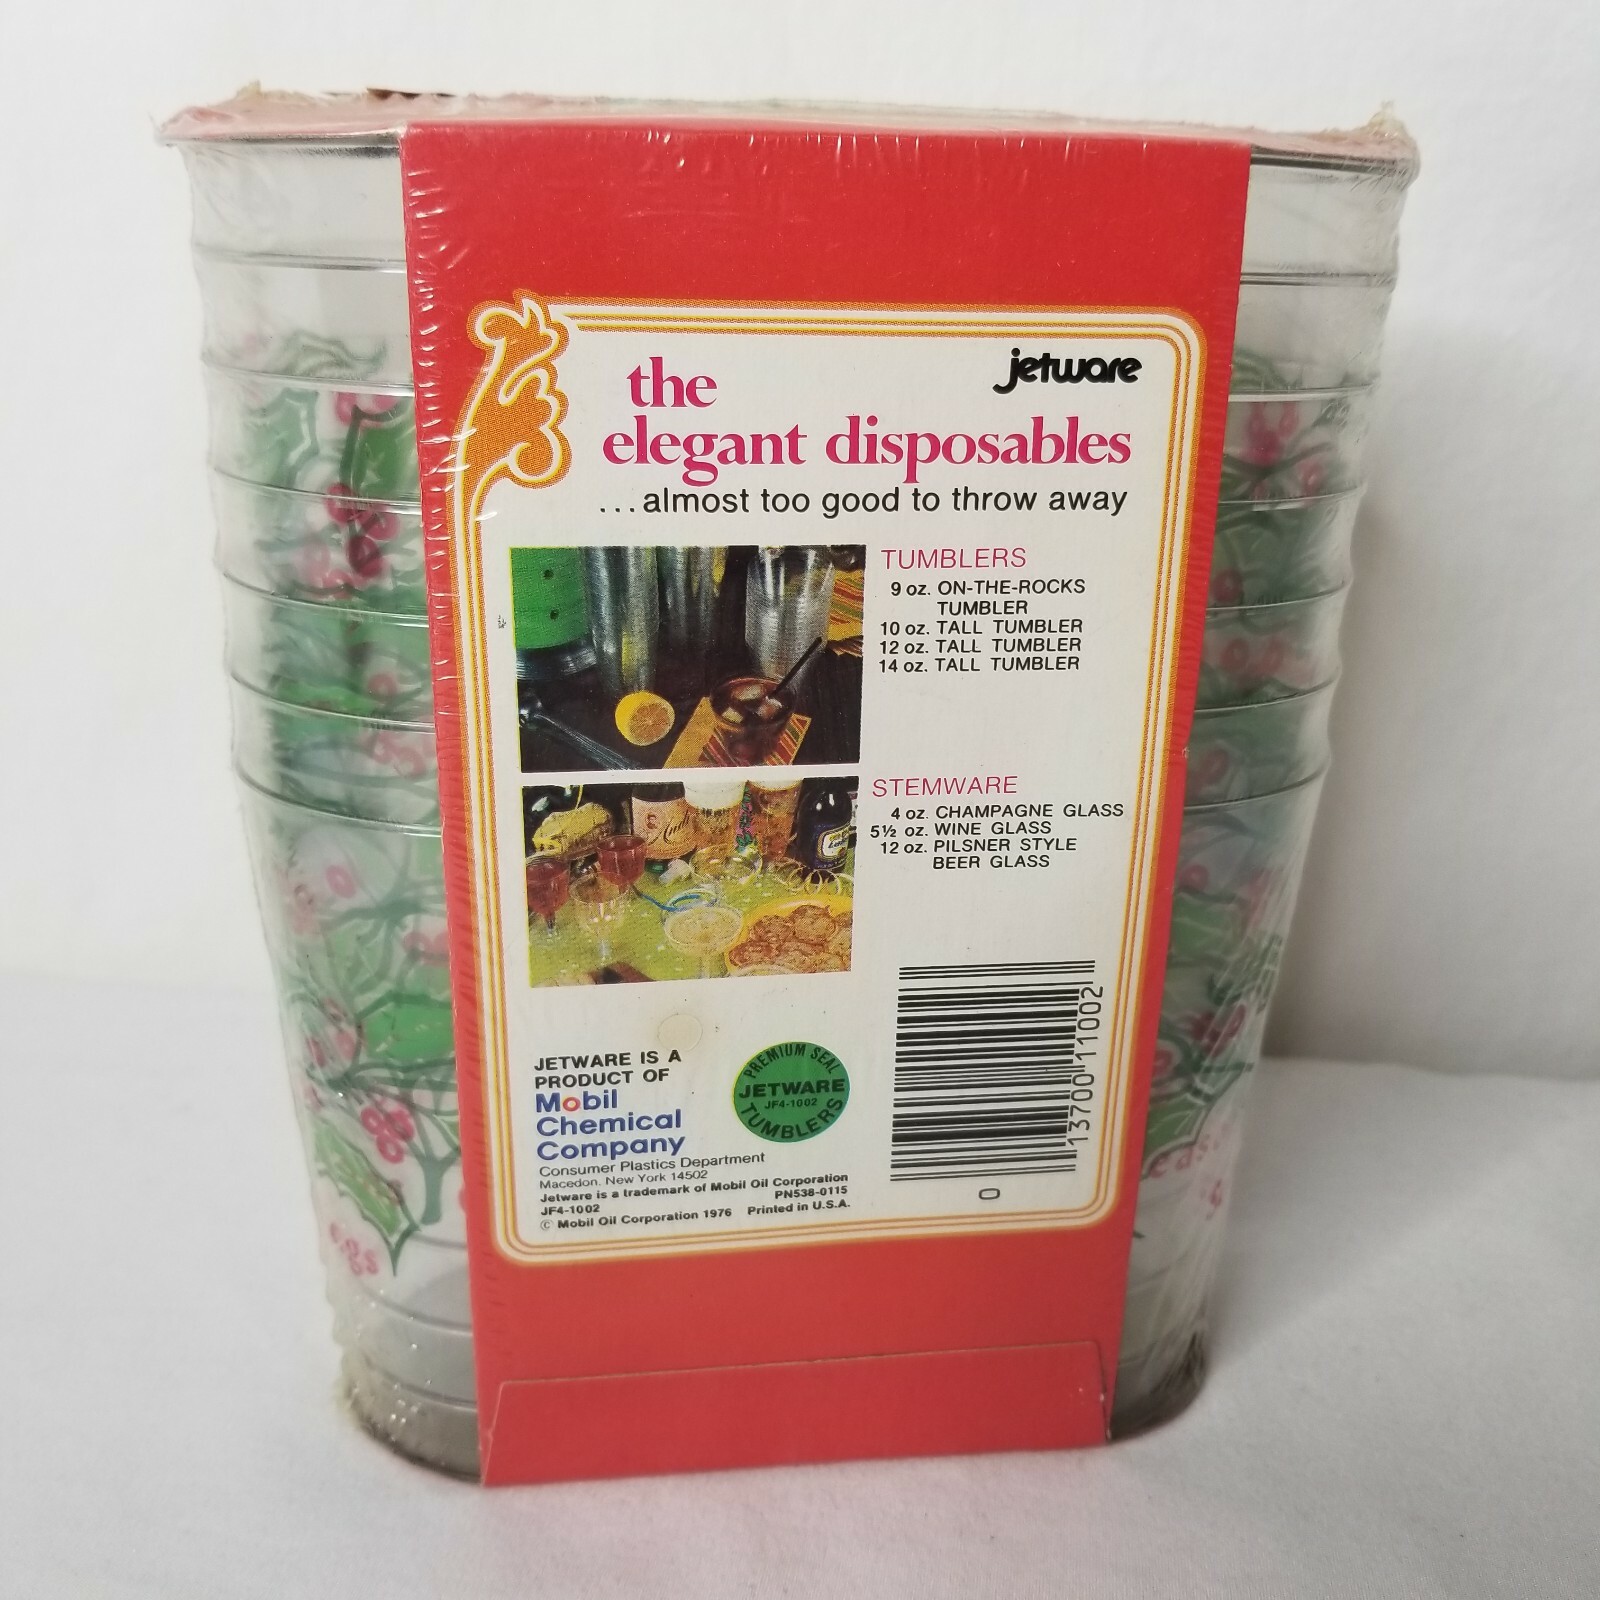 jetware
the
elegant disposables
...almost too good to throw away
TUMBLERS
9 oz. ON-THE-ROCKS
TUMBLER
10 oz. TALL TUMBLER
12 oz. TALL TUMBLER
14 oz. TALL TUMBLER
STEMWARE
4 oz. CHAMPAGNE GLASS
5½ oz. WINE GLASS
12 oz. PILSNER STYLE
BEER GLASS
JETWARE IS A
PRODUCT OF
Mobil
Chemical
Company
Consumer Plastics Department
Macedon, New York 14502
Jetware is a trademark of Mobil Oil Corporation
JF4-1002 PN538-0115
© Mobil Oil Corporation 1976 Printed in U.S.A.
PREMIUM SEAL
JETWARE
JF4-1002
TUMBLERS
13700 11002
0